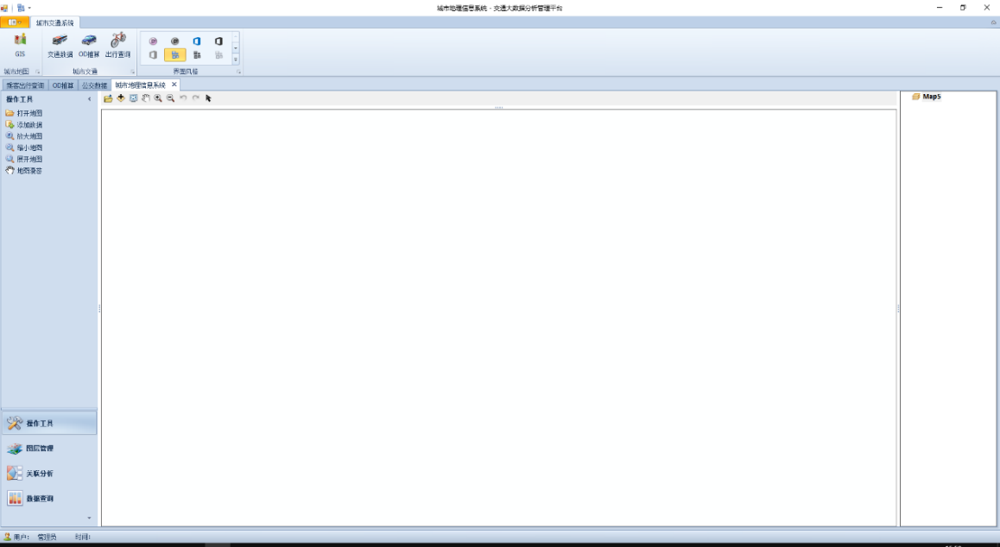 城市地理信息系统 - 交通大数据分析管理平台
城市交通系统
GIS
交通数据
OD推算
出行查询
城市地图
城市交通
界面风格
乘客出行查询
OD推算
公交数据
城市地理信息系统
操作工具
打开地图
添加数据
放大地图
缩小地图
展开地图
地图漫游
Map5
操作工具
图层管理
关联分析
数据查询
用户: 管理员 时间: